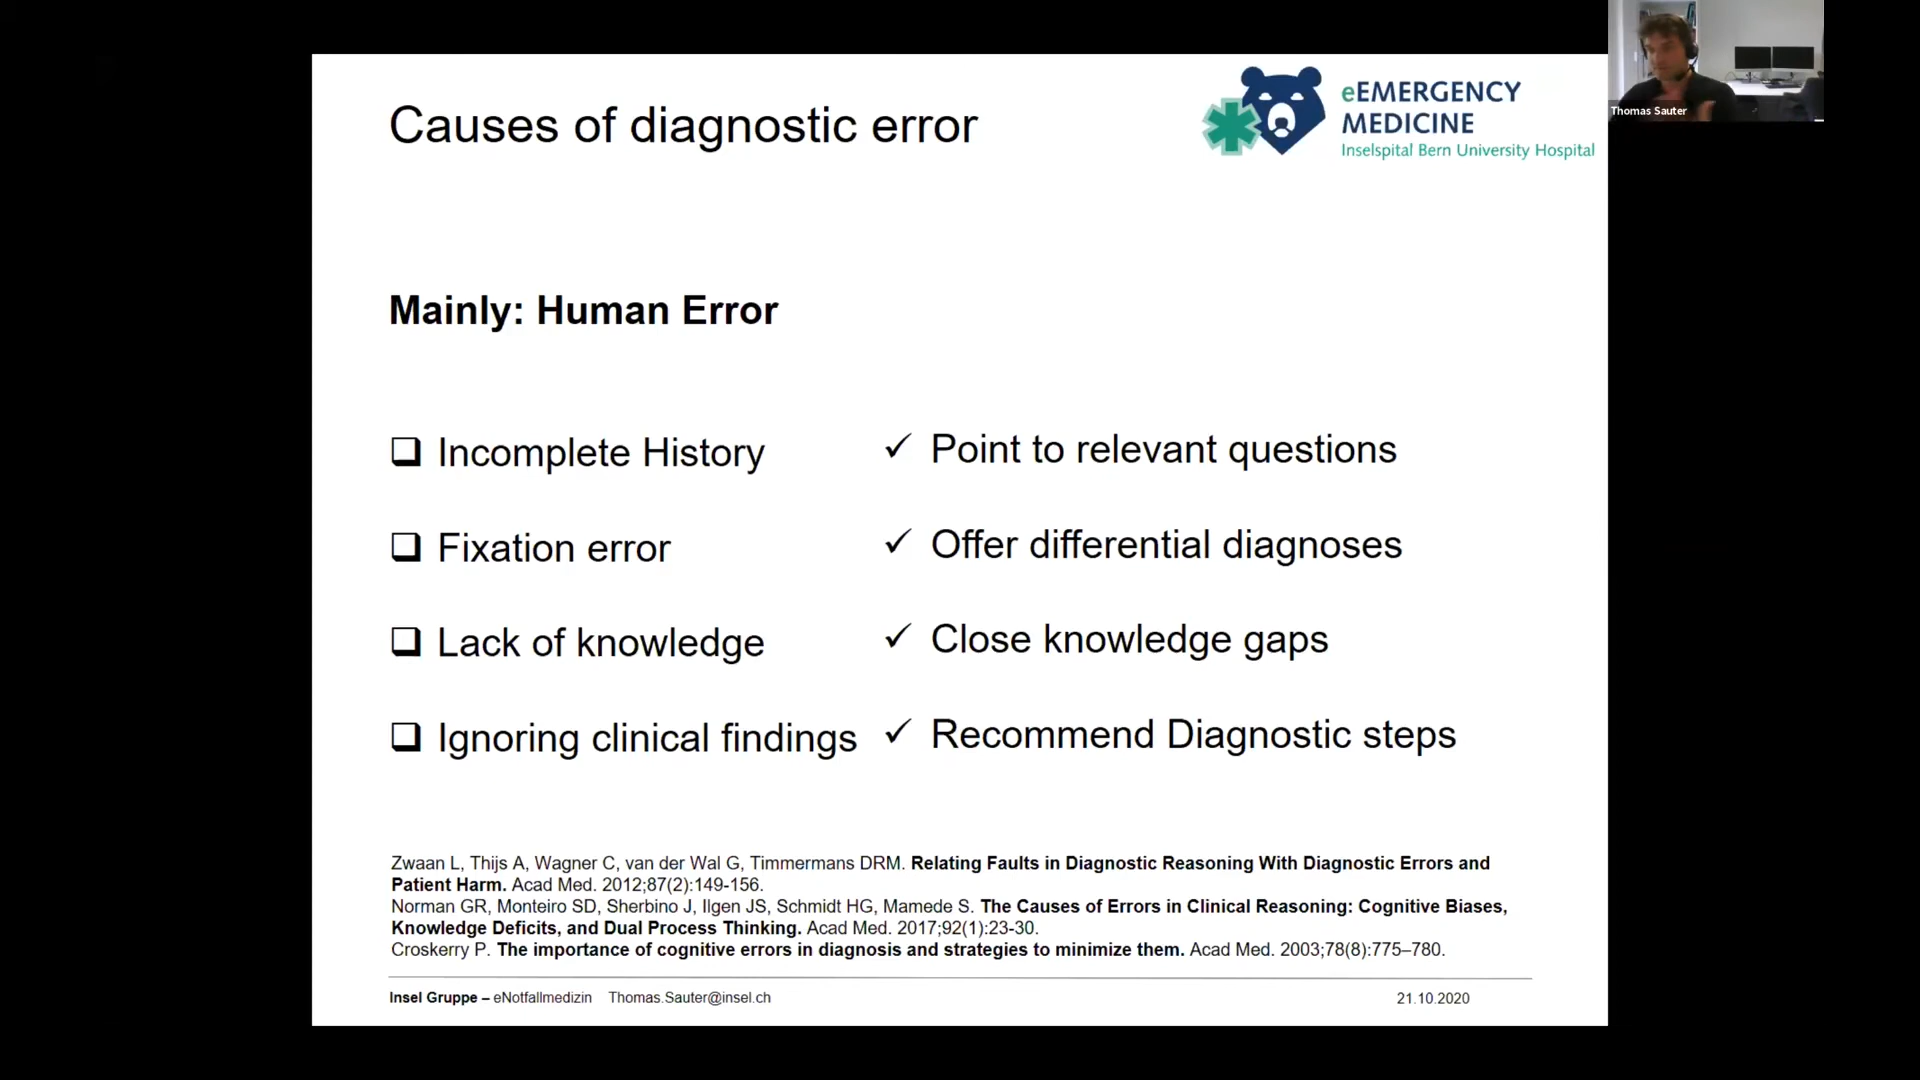 Causes of diagnostic error
eEMERGENCY
MEDICINE
Inselspital Bern University Hospital
Thomas Sauter
Mainly: Human Error
❑ Incomplete History
✓ Point to relevant questions
❑ Fixation error
✓ Offer differential diagnoses
❑ Lack of knowledge
✓ Close knowledge gaps
❑ Ignoring clinical findings
✓ Recommend Diagnostic steps
Zwaan L, Thijs A, Wagner C, van der Wal G, Timmermans DRM. Relating Faults in Diagnostic Reasoning With Diagnostic Errors and
Patient Harm. Acad Med. 2012;87(2):149-156.
Norman GR, Monteiro SD, Sherbino J, Ilgen JS, Schmidt HG, Mamede S. The Causes of Errors in Clinical Reasoning: Cognitive Biases,
Knowledge Deficits, and Dual Process Thinking. Acad Med. 2017;92(1):23-30.
Croskerry P. The importance of cognitive errors in diagnosis and strategies to minimize them. Acad Med. 2003;78(8):775–780.
Insel Gruppe – eNotfallmedizin Thomas.Sauter@insel.ch
21.10.2020